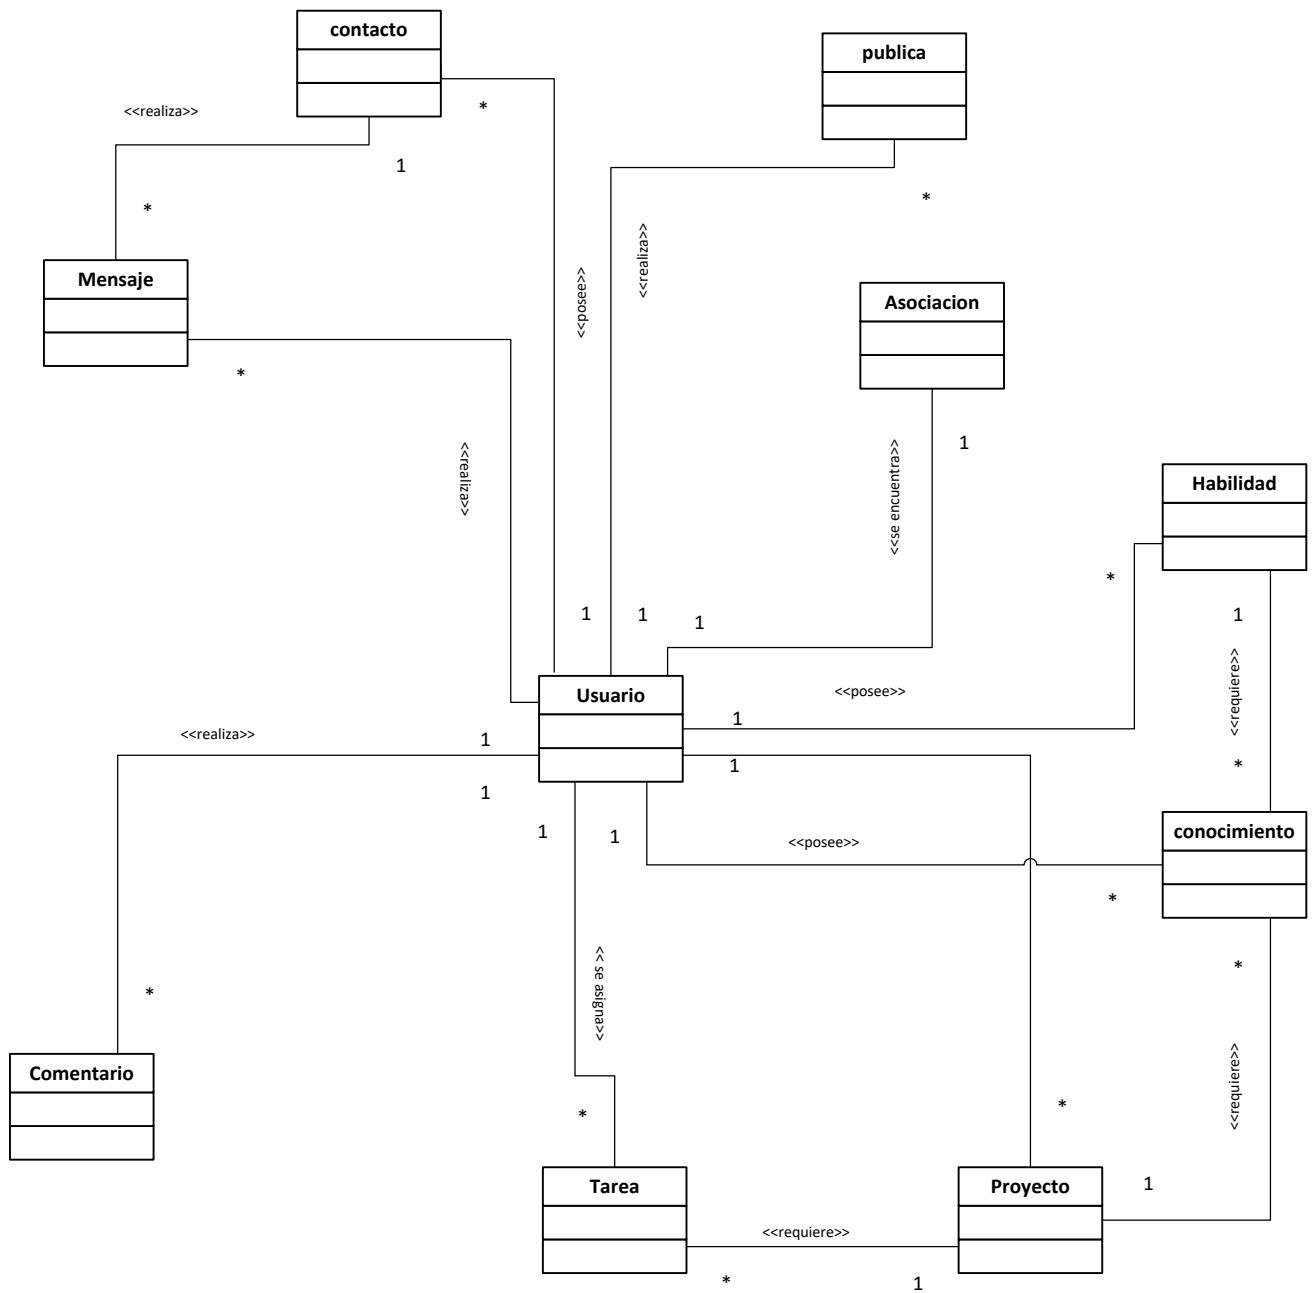 contacto
publica
<<realiza>>
*
1
*
*
Mensaje
<<realiza>>
<<posee>>
Asociacion
*
1
<<realiza>>
<<se encuentra>>
Habilidad
*
1
1
1
1
<<requiere>>
Usuario
<<posee>>
1
<<realiza>>
1
1
*
1
1
1
conocimiento
<<posee>>
*
*
<< se asigna>>
*
Comentario
<<requiere>>
*
*
Tarea
Proyecto
1
<<requiere>>
*
1